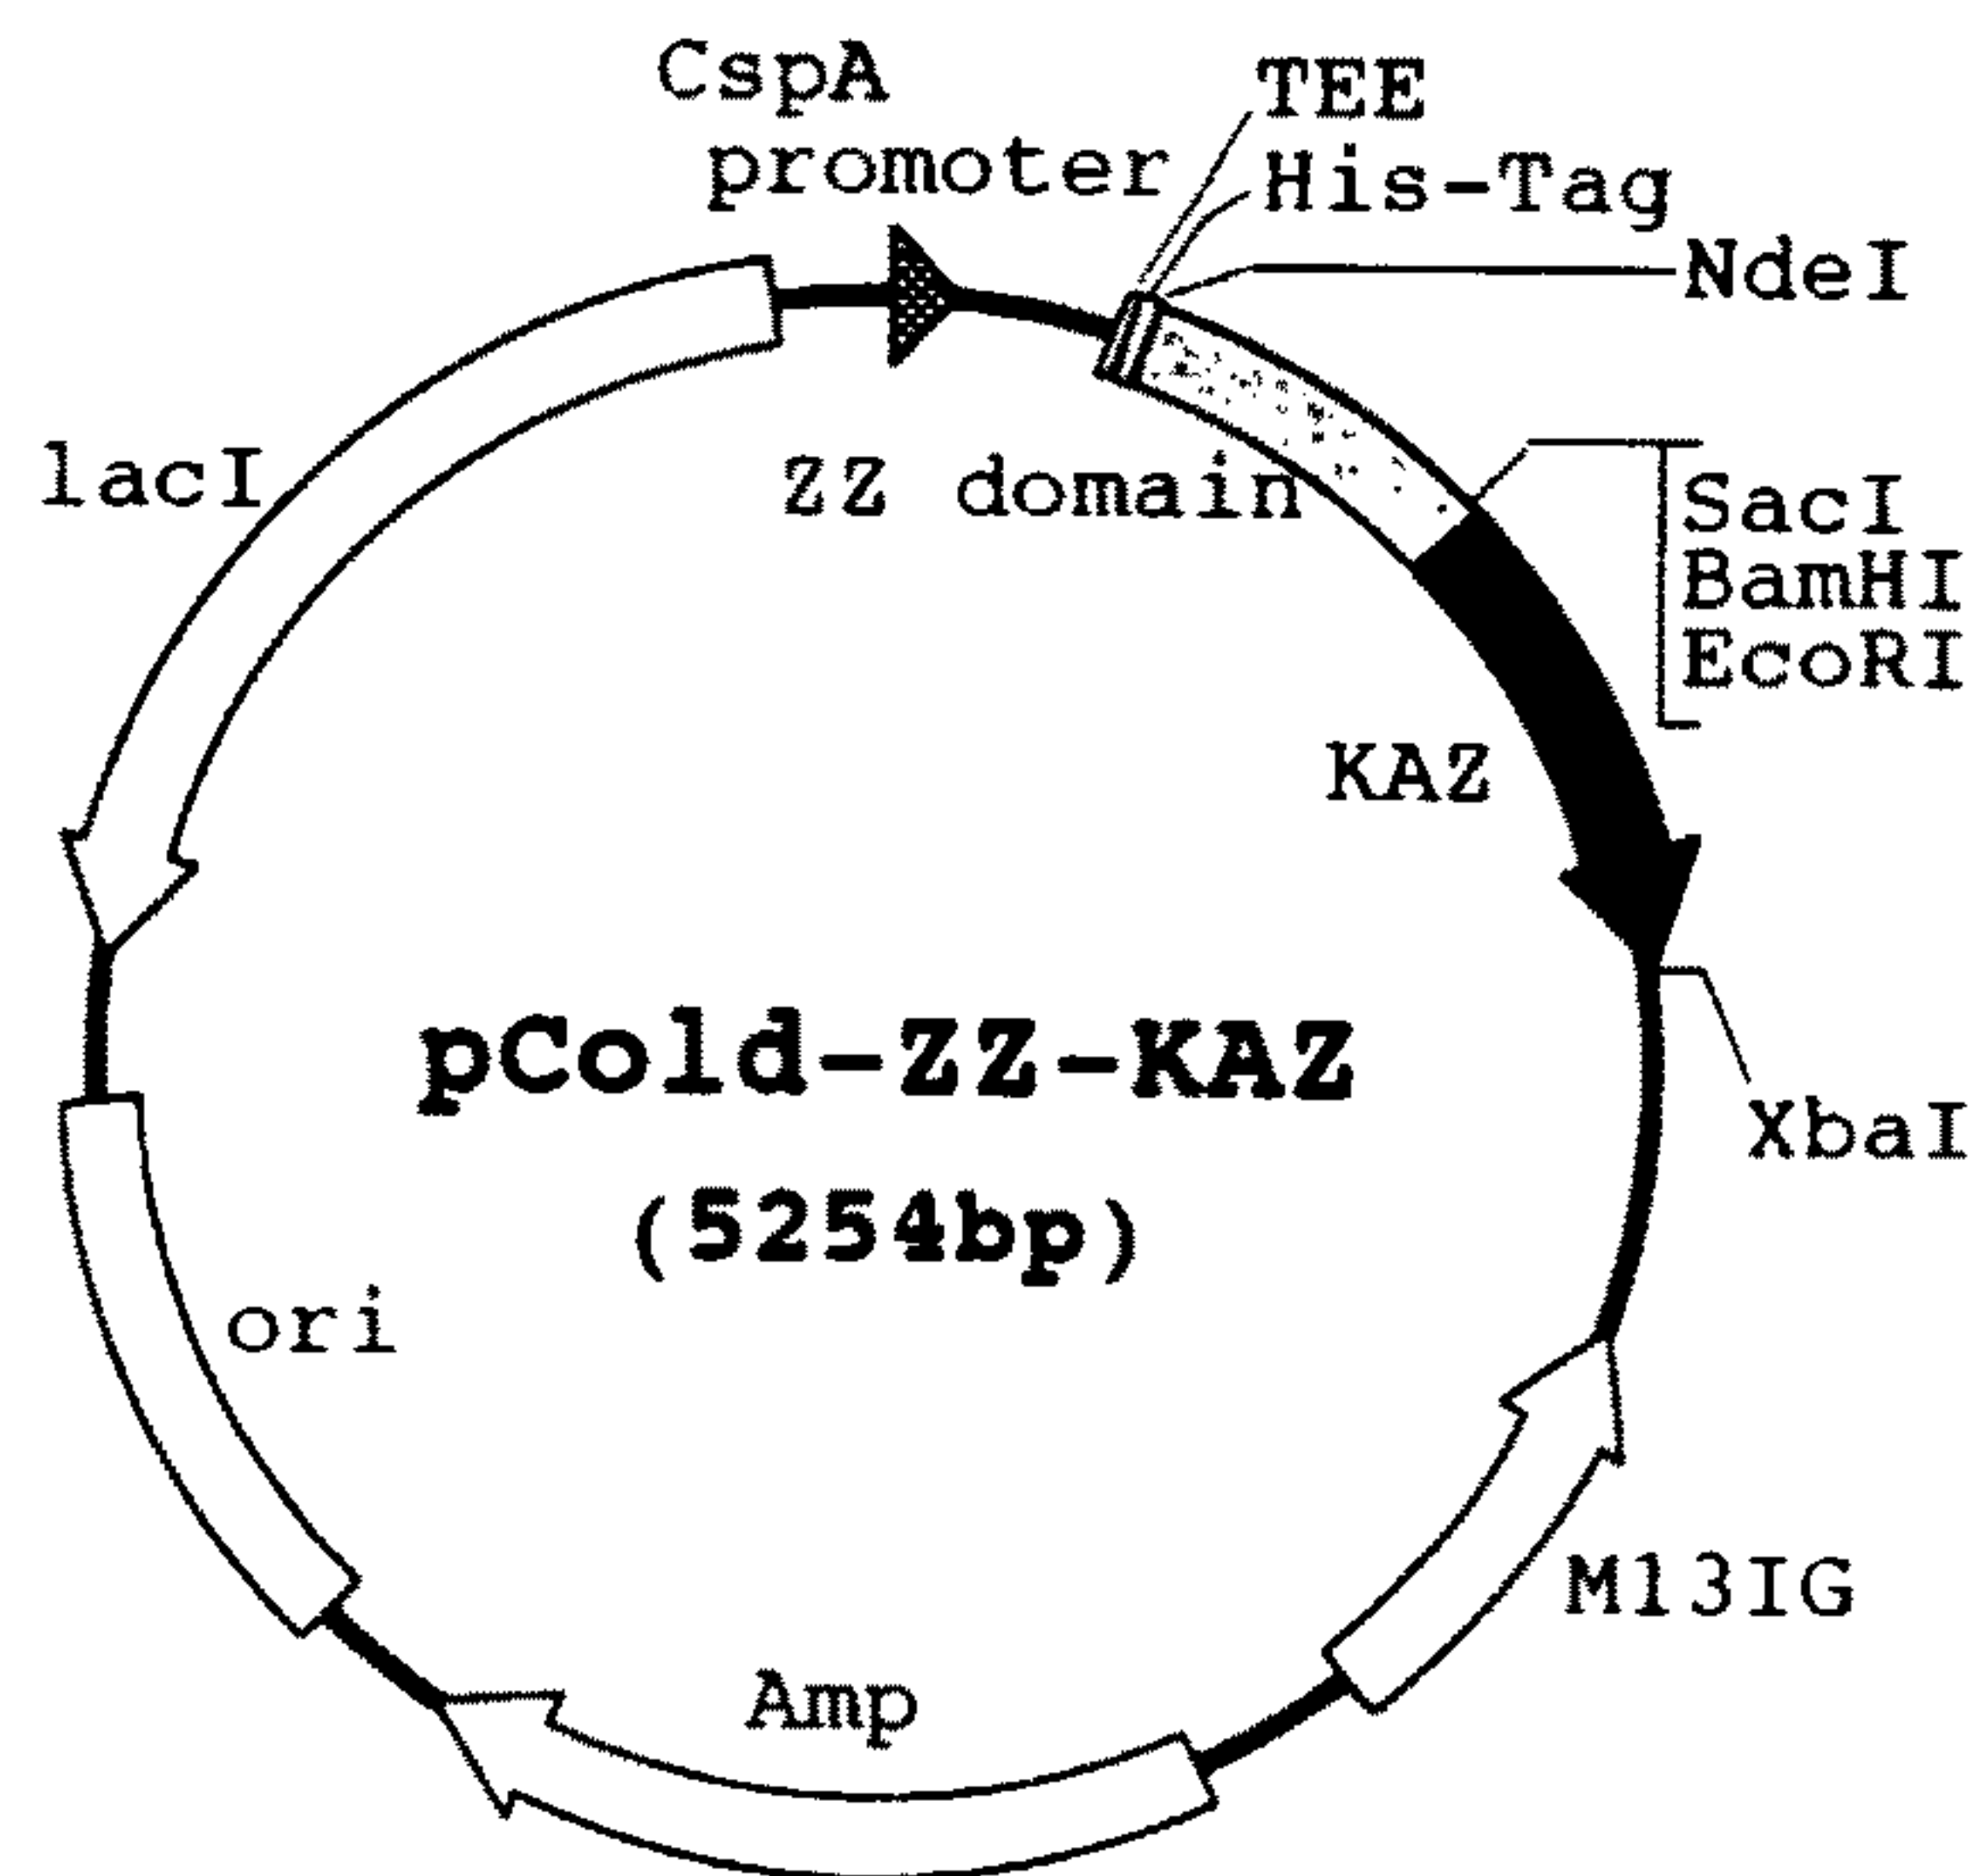 CspA
promoter
TEE
His-Tag
NdeI
lacI
ZZ domain
SacI
BamHI
EcoRI
KAZ
pCold-ZZ-KAZ
(5254bp)
XbaI
ori
M13IG
Amp